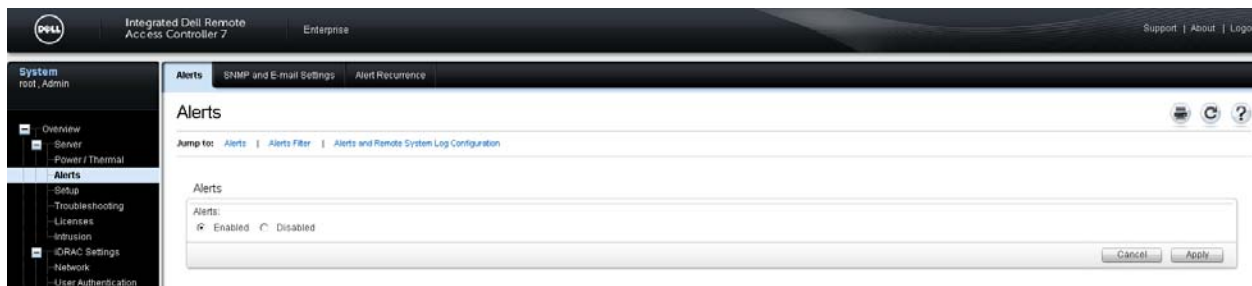 DELL
Integrated Dell Remote
Access Controller 7
Enterprise
Support | About | Logo
System
root , Admin
Overview
Server
Power / Thermal
Alerts
Setup
Troubleshooting
Licenses
Intrusion
iDRAC Settings
Network
User Authentication
Alerts SNMP and E-mail Settings Alert Recurrence
Alerts
Jump to: Alerts | Alerts Filter | Alerts and Remote System Log Configuration
Alerts
Alerts:
Enabled Disabled
Cancel Apply